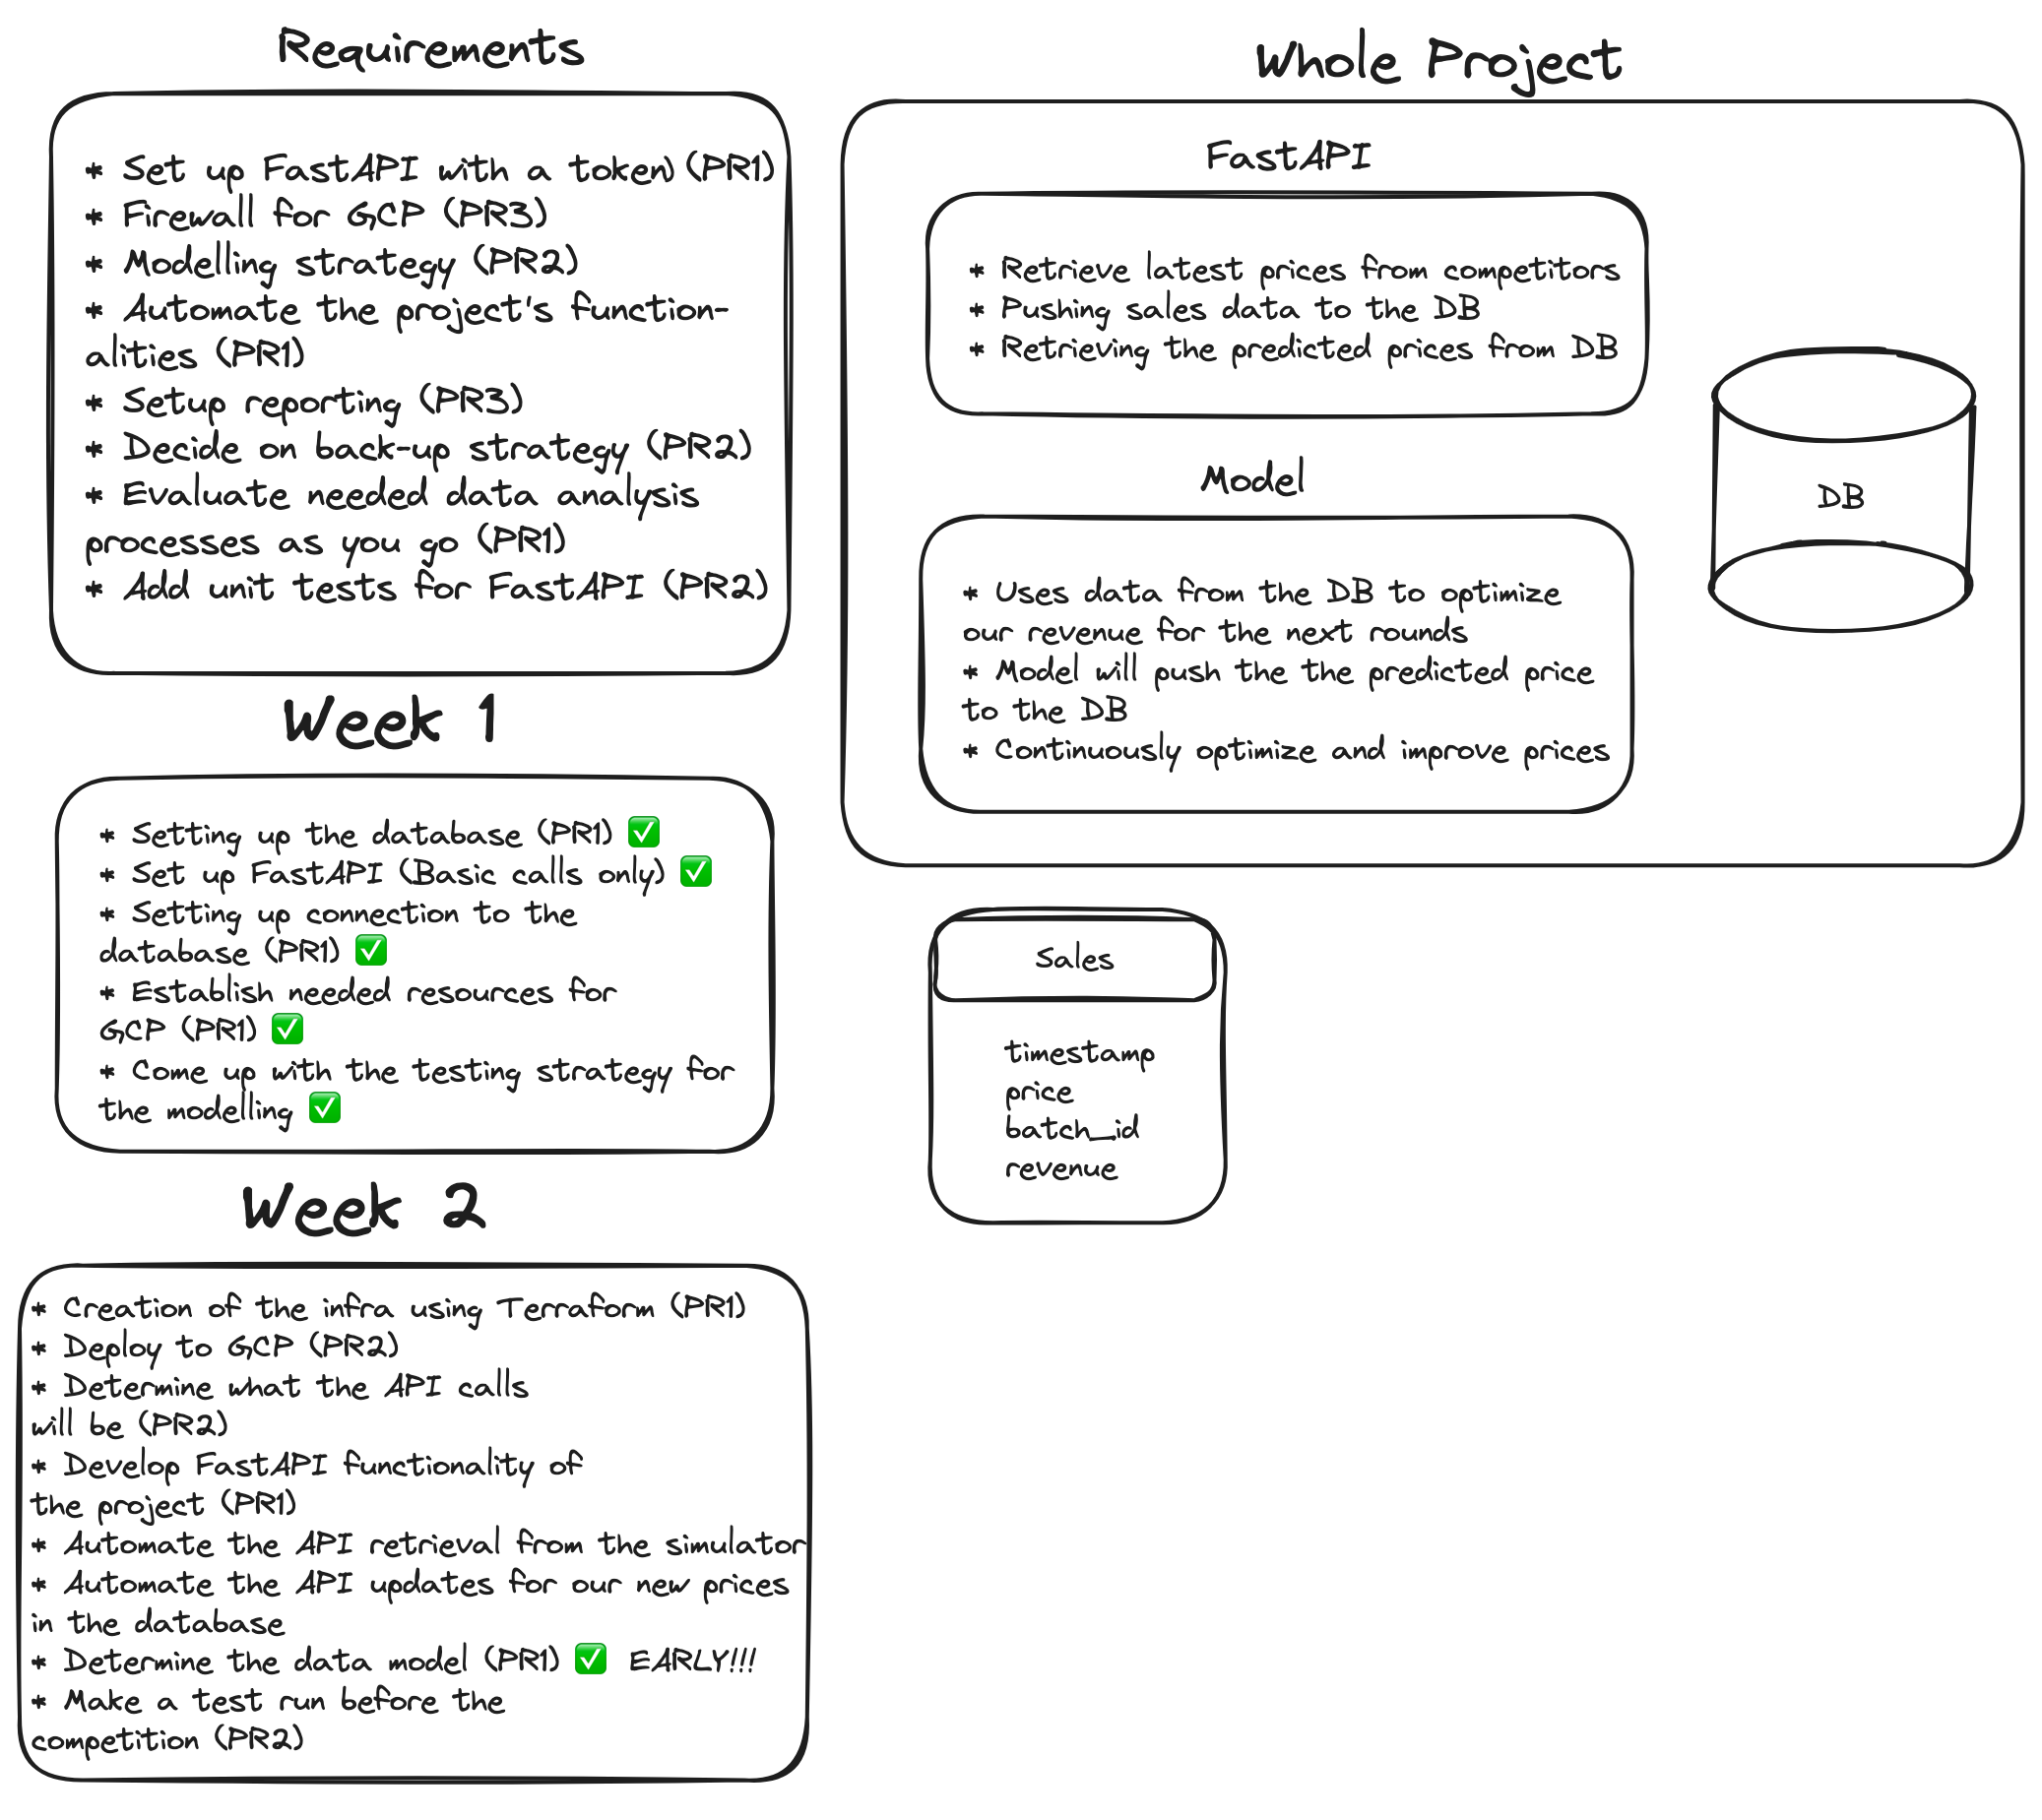 Requirements
* Set up FastAPI with a token) (PR1)
* Firewall for GCP (PR3)
* Modelling strategy (PR2)
* Automate the project's function-
alities (PR1)
* Setup reporting (PR3)
* Decide on back-up strategy (PR2)
* Evaluate needed data analysis
processes as you go (PR1)
* Add unit tests for FastAPI (PR2)
Week 1
* Setting up the database (PR1) ✅
* Set up FastAPI (Basic calls only) ✅
* Setting up connection to the
database (PR1) ✅
* Establish needed resources for
GCP (PR1) ✅
* Come up with the testing strategy for
the modelling ✅
Week 2
* Creation of the infra using Terraform (PR1)
* Deploy to GCP (PR2)
* Determine what the API calls
will be (PR2)
* Develop FastAPI functionality of
the project (PR1)
* Automate the API retrieval from the simulator
* Automate the API updates for our new prices
in the database
* Determine the data model (PR1) ✅ EARLY!!!
* Make a test run before the
competition (PR2)
Whole Project
FastAPI
* Retrieve latest prices from competitors
* Pushing sales data to the DB
* Retrieving the predicted prices from DB
Model
* Uses data from the DB to optimize
our revenue for the next rounds
* Model will push the the predicted price
to the DB
* Continuously optimize and improve prices
DB
Sales
timestamp
price
batch_id
revenue